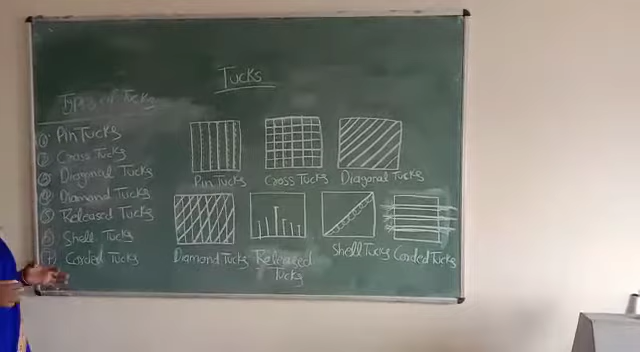 Tucks
Types of Tucks
① Pin Tucks
② Cross Tucks
③ Diagonal Tucks
④ Diamond Tucks
⑤ Released Tucks
⑥ Shell Tucks
⑦ Corded Tucks
Pin Tucks
Cross Tucks
Diagonal Tucks
Diamond Tucks
Released
Tucks
Shell Tucks
Corded Tucks